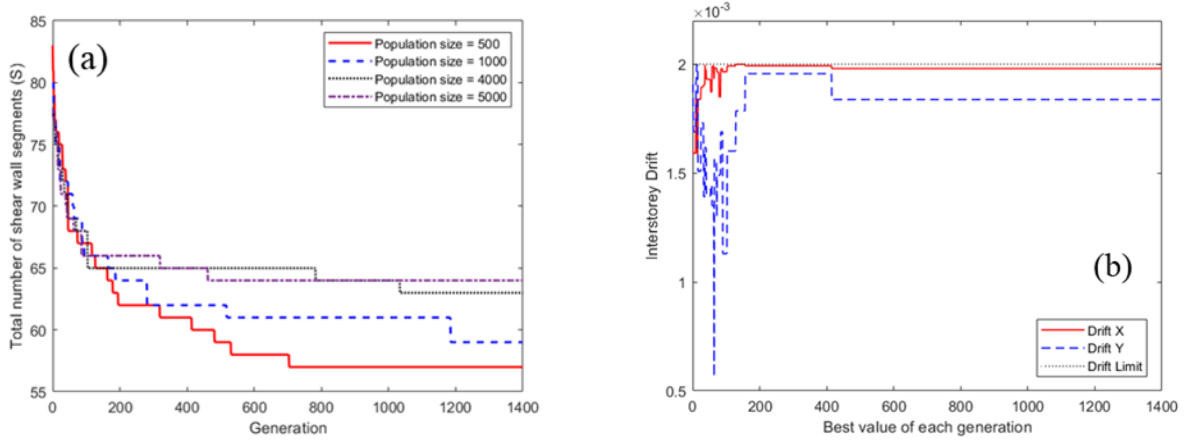 (a)
Population size = 500
Population size = 1000
Population size = 4000
Population size = 5000
Total number of shear wall segments (S)
85
80
75
70
65
60
55
0 200 400 600 800 1000 1200 1400
Generation
×10⁻³
2
1.5
1
0.5
Interstorey Drift
(b)
Drift X
Drift Y
Drift Limit
0 200 400 600 800 1000 1200 1400
Best value of each generation